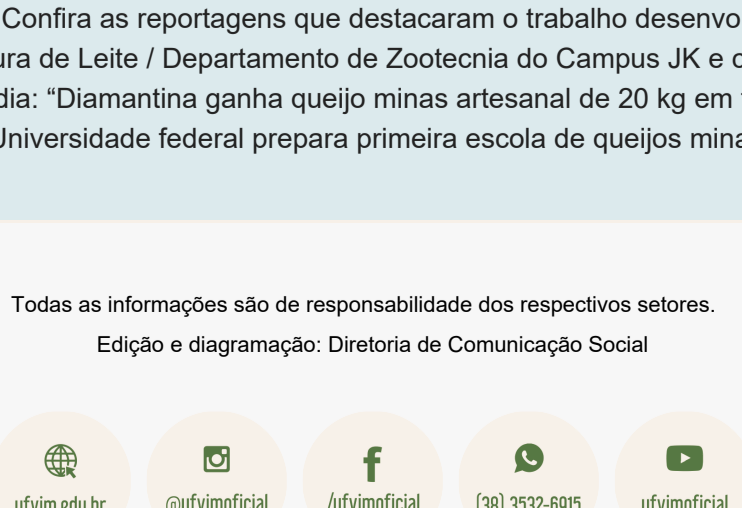 Confira as reportagens que destacaram o trabalho desenvo
ura de Leite / Departamento de Zootecnia do Campus JK e o
dia: “Diamantina ganha queijo minas artesanal de 20 kg em
Universidade federal prepara primeira escola de queijos mina
Todas as informações são de responsabilidade dos respectivos setores.
Edição e diagramação: Diretoria de Comunicação Social
ufvjm.edu.br @ufvjmoficial /ufvjmoficial (38) 3532-6915 ufvjmoficial